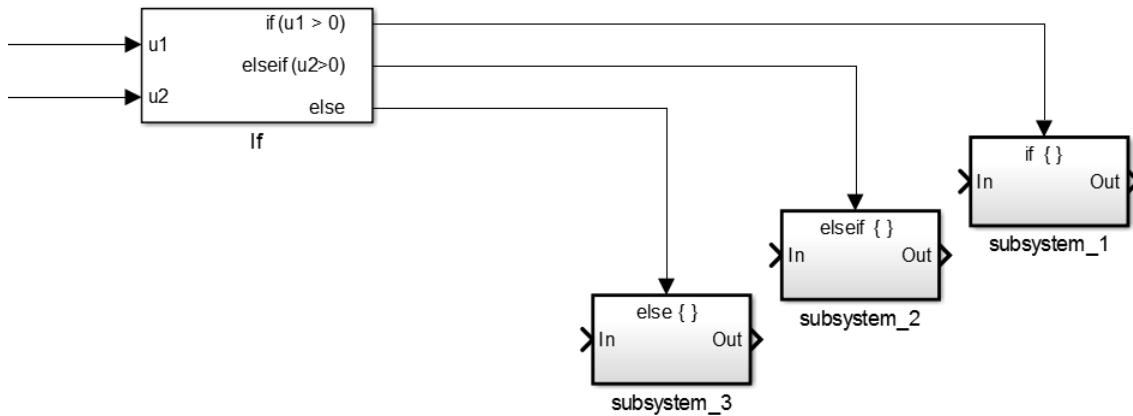 u1
if(u1 > 0)
elseif(u2>0)
u2
else
If
if { }
In
Out
subsystem_1
elseif { }
In
Out
subsystem_2
else { }
In
Out
subsystem_3